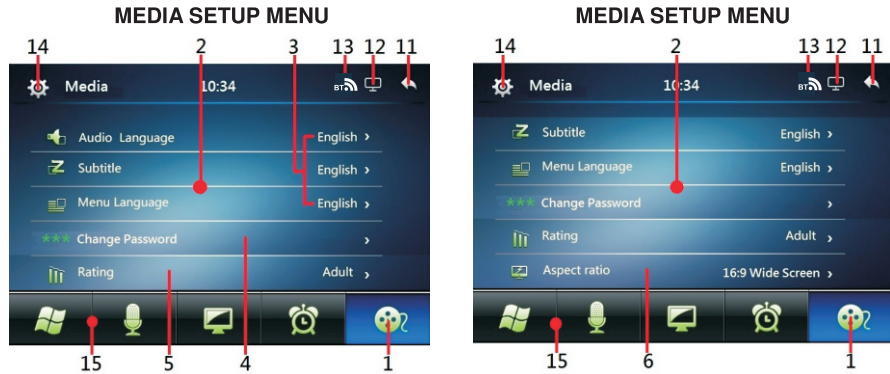 MEDIA SETUP MENU
14 2 3 13 12 11
Media 10:34 BT
Audio Language English ›
Subtitle English ›
Menu Language English ›
*** Change Password ›
Rating Adult ›
15 5 4 1
MEDIA SETUP MENU
14 2 13 12 11
Media 10:34 BT
Subtitle English ›
Menu Language English ›
*** Change Password ›
Rating Adult ›
Aspect ratio 16:9 Wide Screen ›
15 6 1